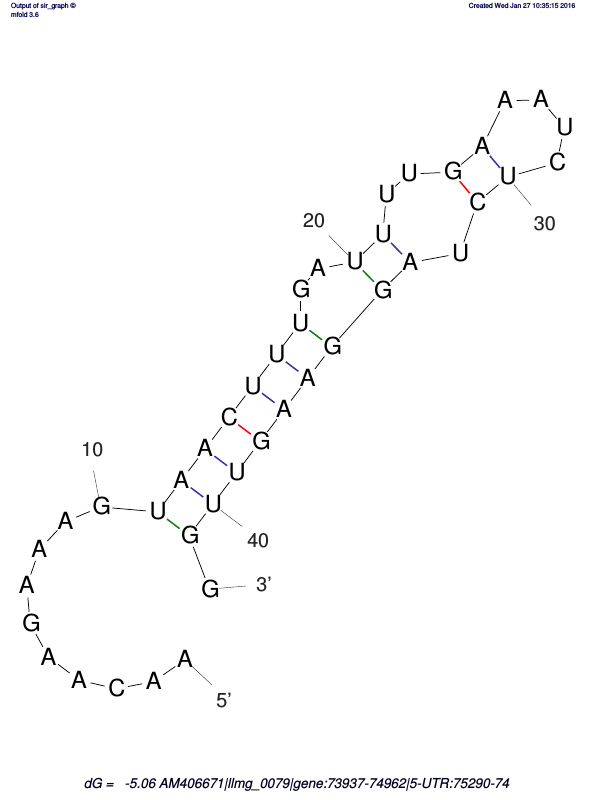 Output of sir_graph ©
mfold 3.6
Created Wed Jan 27 10:35:15 2016
5’
A A C A A G A A A G
10
U A A C U U U G A U
20
U U U G A A A U C U
30
C U A G G A A G U U
40
G G
3’
dG = -5.06 AM406671|llmg_0079|gene:73937-74962|5-UTR:75290-74